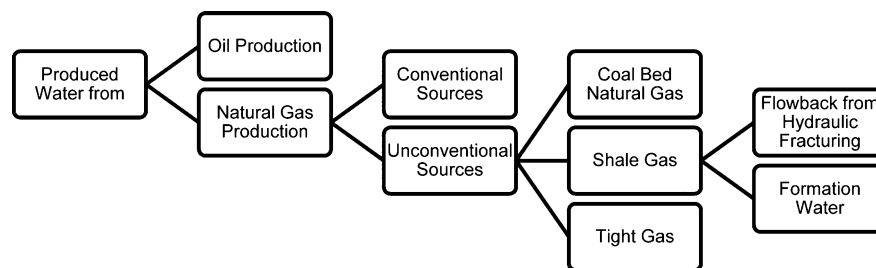 Produced
Water from
Oil Production
Natural Gas
Production
Conventional
Sources
Unconventional
Sources
Coal Bed
Natural Gas
Shale Gas
Tight Gas
Flowback from
Hydraulic
Fracturing
Formation
Water